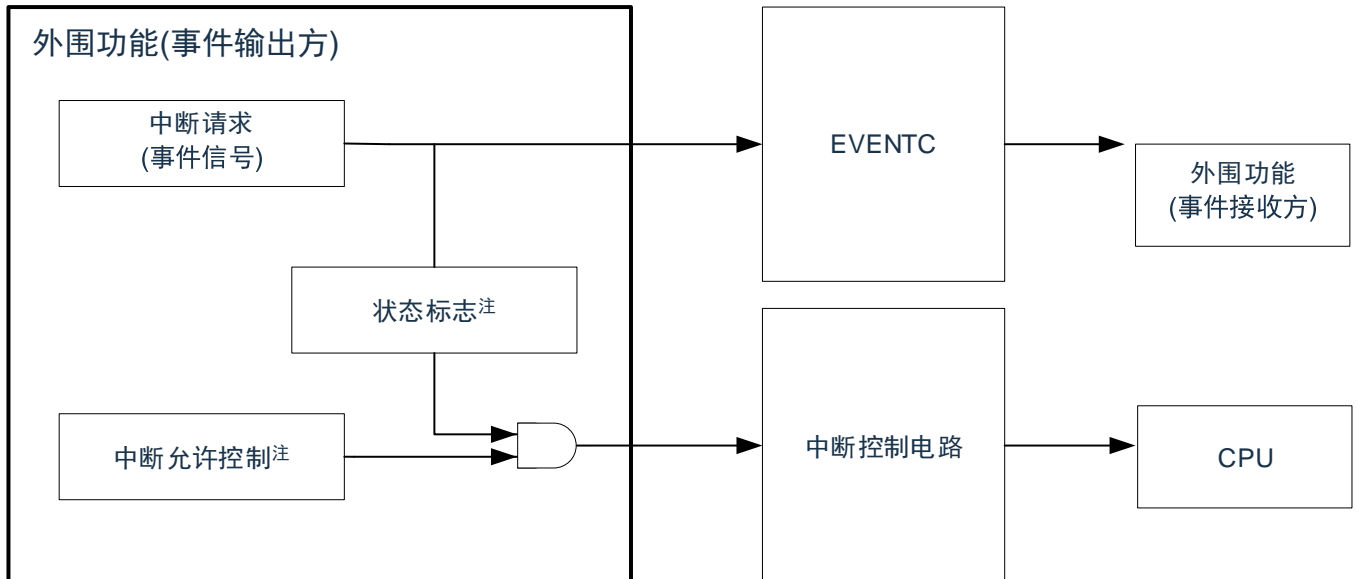 外围功能(事件输出方)
中断请求
(事件信号)
EVENTC
外围功能
(事件接收方)
状态标志注
中断允许控制注
中断控制电路
CPU